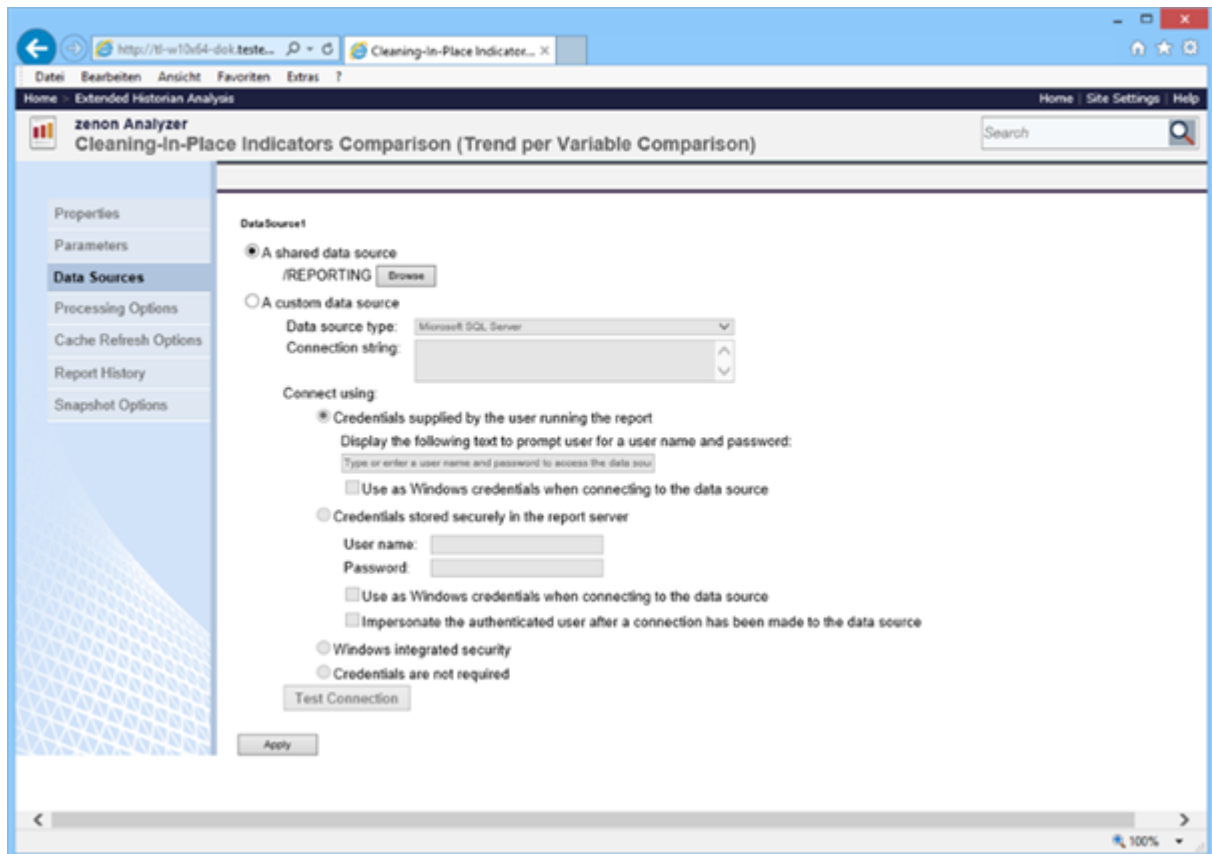 http://tl-w10x64-dok.teste... Cleaning-In-Place Indicator...
Datei Bearbeiten Ansicht Favoriten Extras ?
Home > Extended Historian Analysis Home | Site Settings | Help
zenon Analyzer
Cleaning-In-Place Indicators Comparison (Trend per Variable Comparison)
Search
Properties
Parameters
Data Sources
Processing Options
Cache Refresh Options
Report History
Snapshot Options
DataSource1
A shared data source
/REPORTING Browse
A custom data source
Data source type: Microsoft SQL Server
Connection string:
Connect using:
Credentials supplied by the user running the report
Display the following text to prompt user for a user name and password:
Type or enter a user name and password to access the data sou
Use as Windows credentials when connecting to the data source
Credentials stored securely in the report server
User name:
Password:
Use as Windows credentials when connecting to the data source
Impersonate the authenticated user after a connection has been made to the data source
Windows integrated security
Credentials are not required
Test Connection
Apply
100%